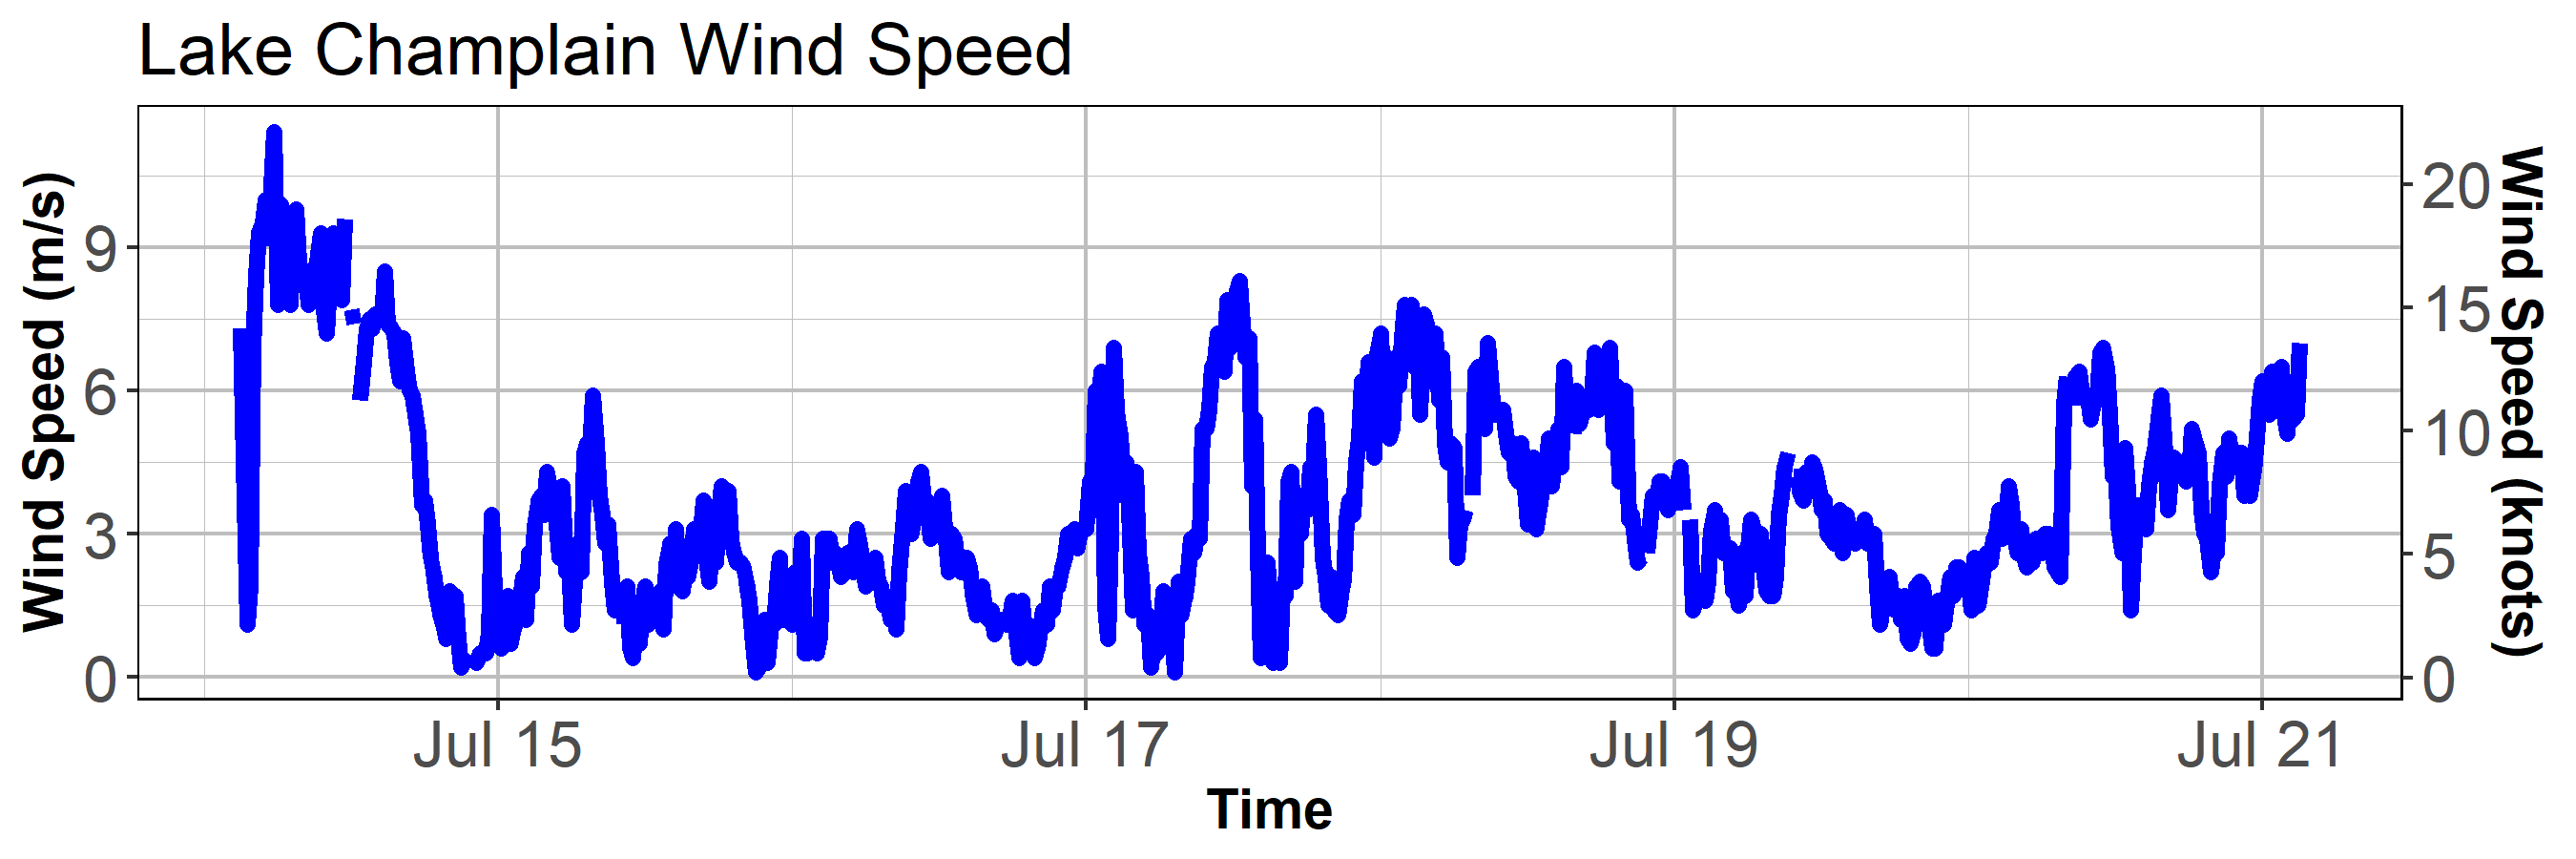 Lake Champlain Wind Speed
Wind Speed (m/s)
9
6
3
0
20
15
10
5
0
Wind Speed (knots)
Jul 15
Jul 17
Jul 19
Jul 21
Time